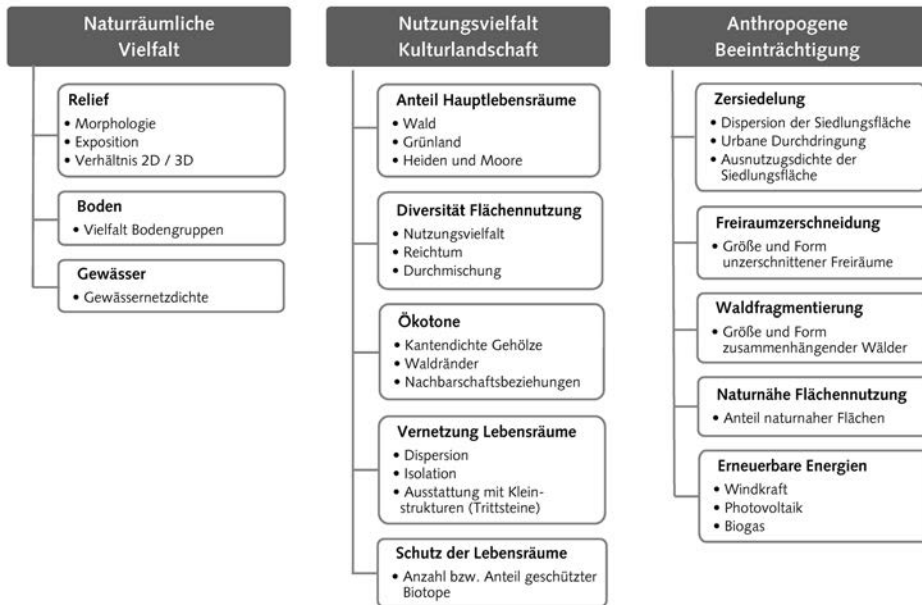 Naturräumliche
Vielfalt
Relief
• Morphologie
• Exposition
• Verhältnis 2D / 3D
Boden
• Vielfalt Bodengruppen
Gewässer
• Gewässernetzdichte
Nutzungsvielfalt
Kulturlandschaft
Anteil Hauptlebensräume
• Wald
• Grünland
• Heiden und Moore
Diversität Flächennutzung
• Nutzungsvielfalt
• Reichtum
• Durchmischung
Ökotone
• Kantendichte Gehölze
• Waldränder
• Nachbarschaftsbeziehungen
Vernetzung Lebensräume
• Dispersion
• Isolation
• Ausstattung mit Klein-
strukturen (Trittsteine)
Schutz der Lebensräume
• Anzahl bzw. Anteil geschützter
Biotope
Anthropogene
Beeinträchtigung
Zersiedelung
• Dispersion der Siedlungsfläche
• Urbane Durchdringung
• Ausnutzugsdichte der
Siedlungsfläche
Freiraumzerschneidung
• Größe und Form
unzerschnittener Freiräume
Waldfragmentierung
• Größe und Form
zusammenhängender Wälder
Naturnähe Flächennutzung
• Anteil naturnaher Flächen
Erneuerbare Energien
• Windkraft
• Photovoltaik
• Biogas